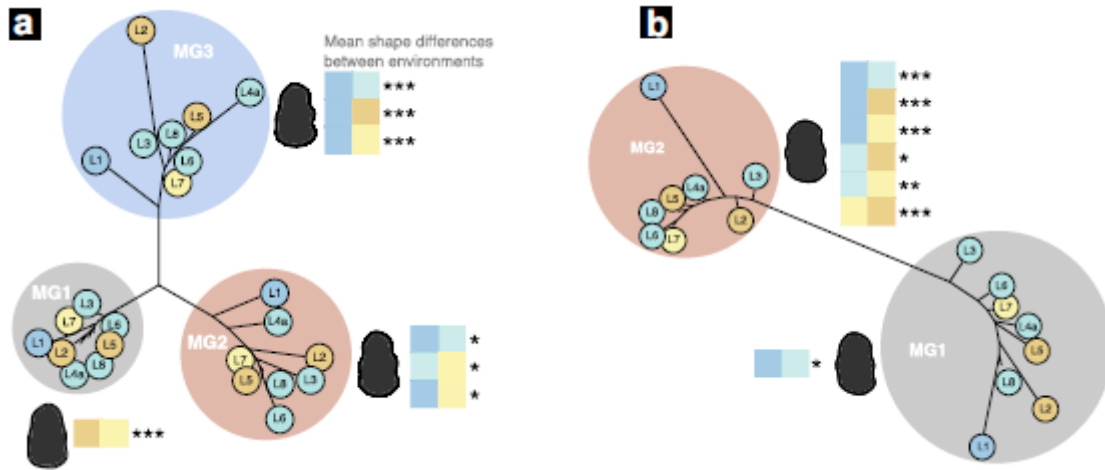 a
b
L2
MG3
Mean shape differences
between environments
L4a
***
L5
***
L8
L3
L6
***
L1
L7
MG1
L3
L7
L6
L1
L2
L5
L8
L4a
***
L1
MG2
L4a
*
L7
L2
*
L5
L8
L3
*
L6
L1
***
***
***
MG2
L4a
L3
*
L5
L8
**
L2
L6
L7
***
L3
L6
L7
L4a
MG1
L5
*
L8
L2
L1